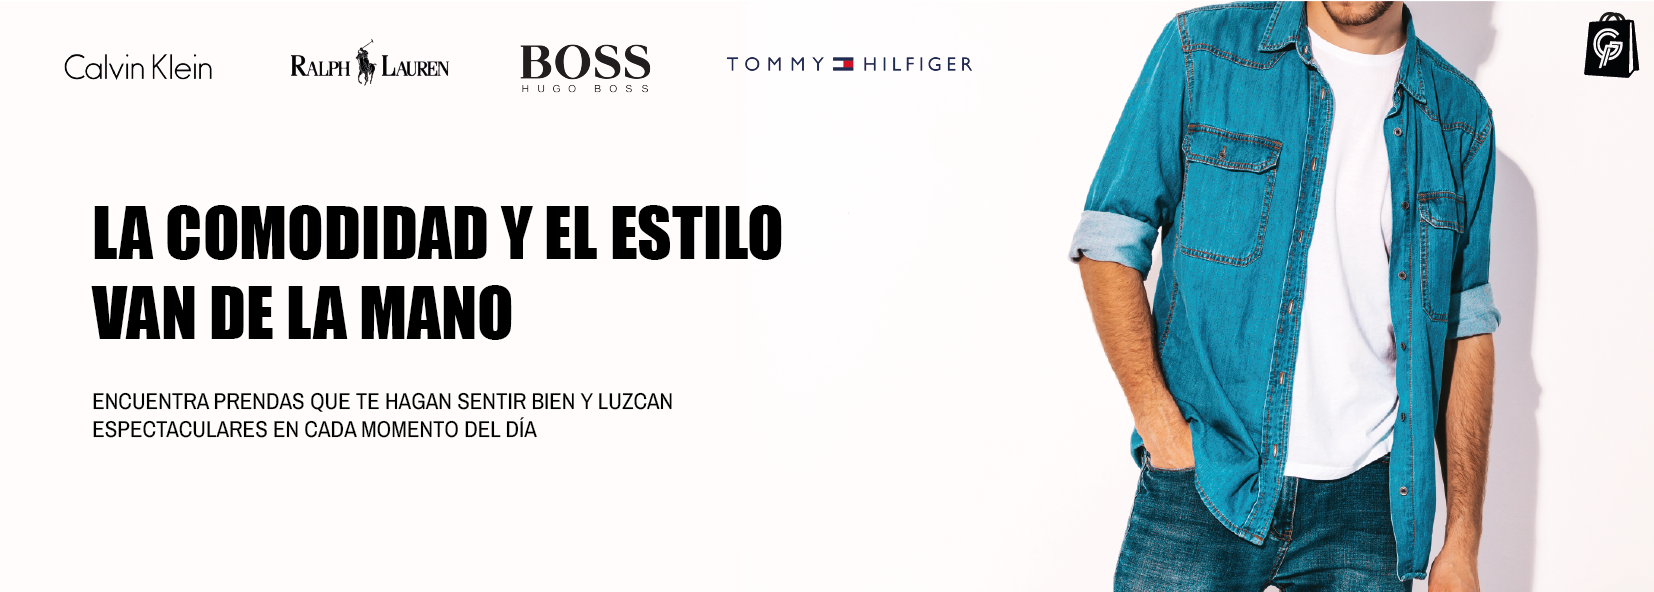 Calvin Klein
RALPH LAUREN
BOSS
HUGO BOSS
TOMMY HILFIGER
GP
LA COMODIDAD Y EL ESTILO
VAN DE LA MANO
ENCUENTRA PRENDAS QUE TE HAGAN SENTIR BIEN Y LUZCAN
ESPECTACULARES EN CADA MOMENTO DEL DÍA